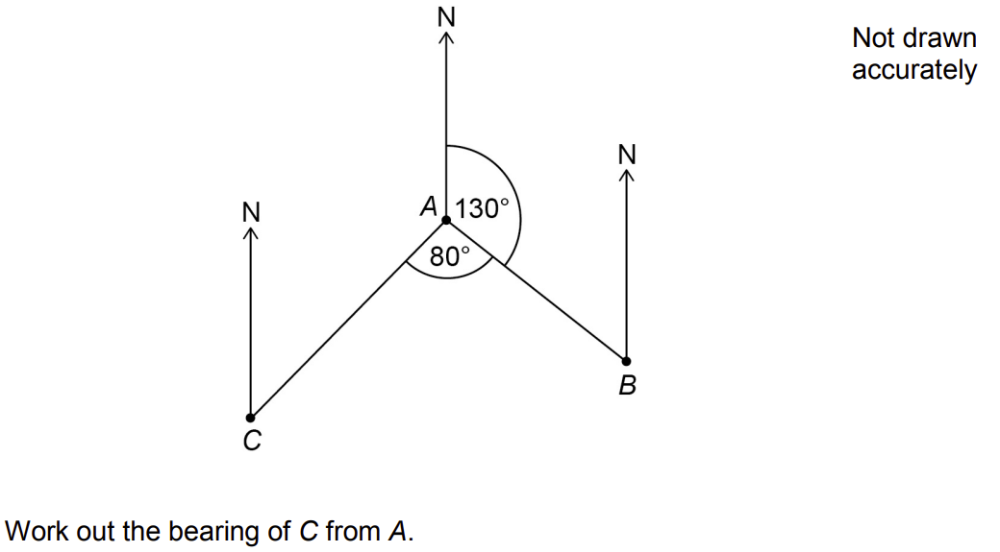 N
Not drawn
accurately
N
N
A 130°
80°
B
C
Work out the bearing of C from A.